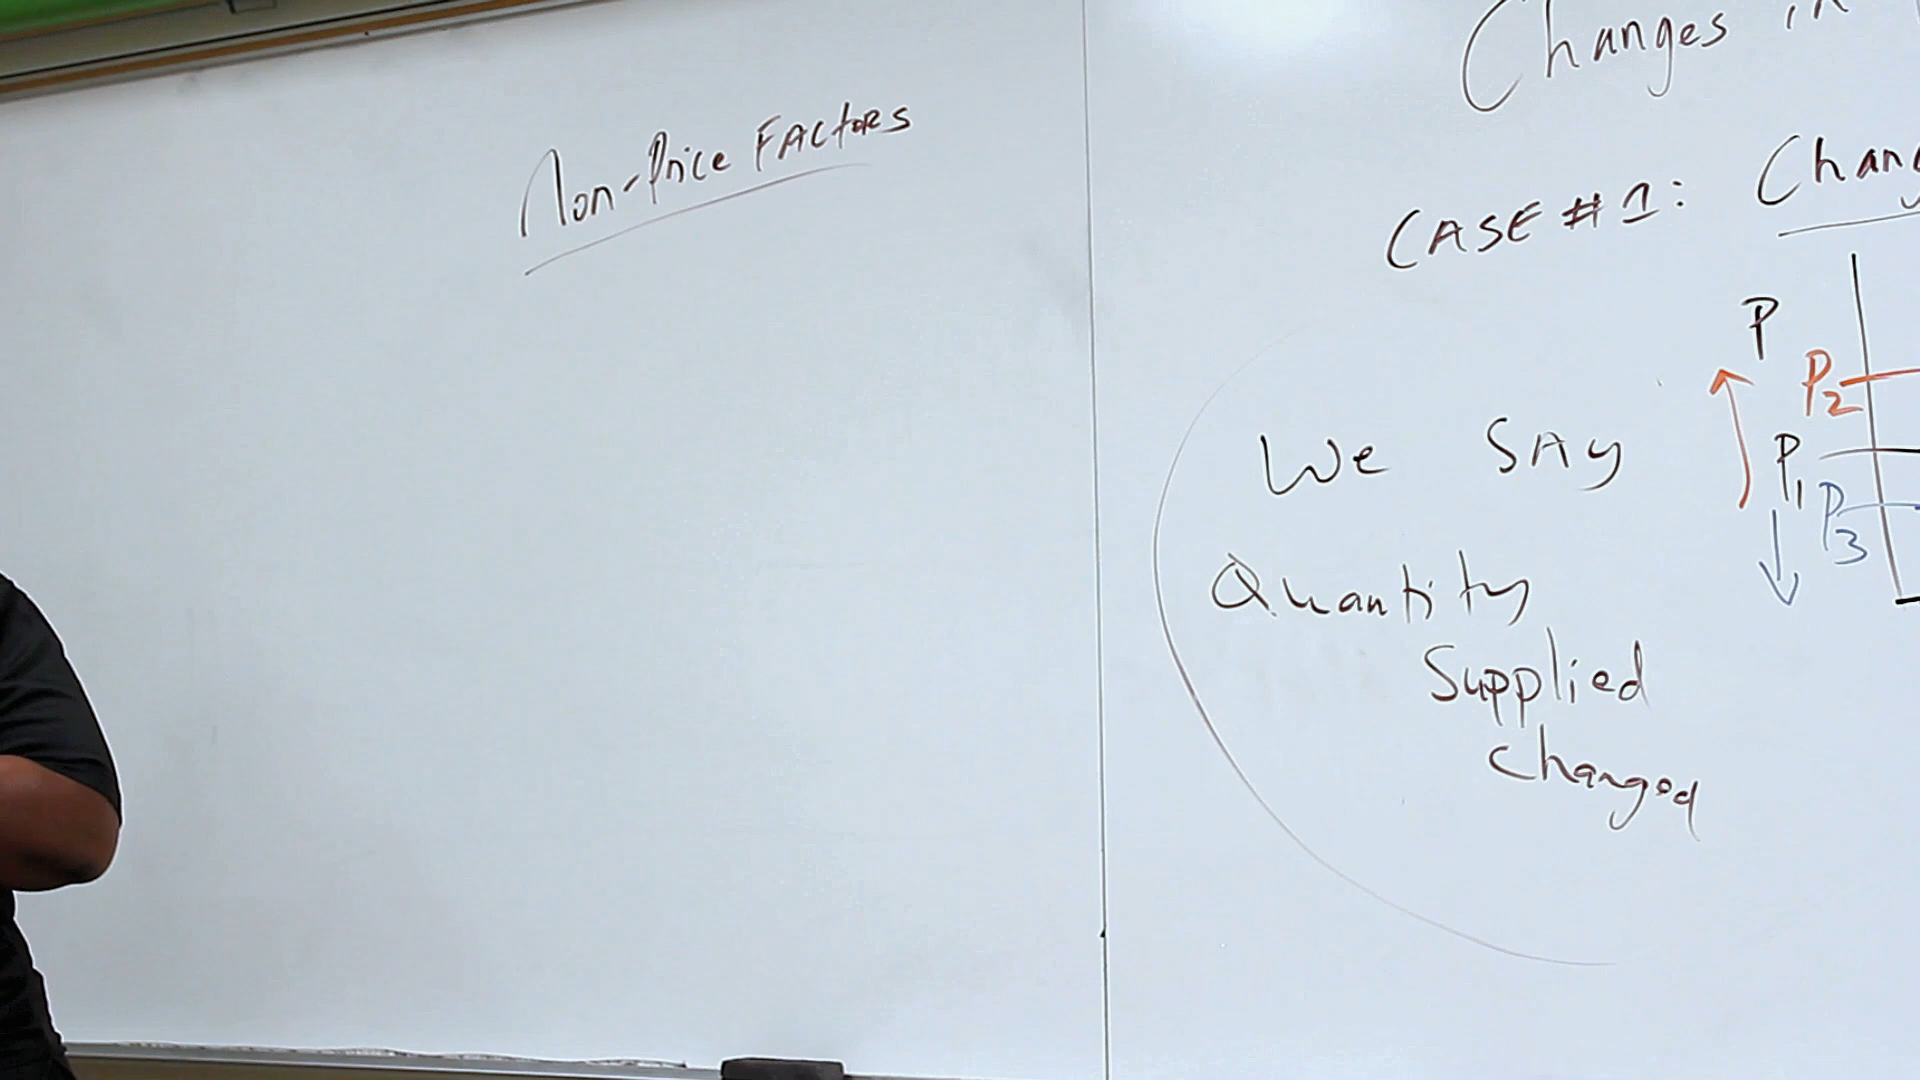 Non-Price FACtORS
Changes in
CASE #1: Chang
P
P2
P1
P3
We SAy
Quantity
Supplied
changed